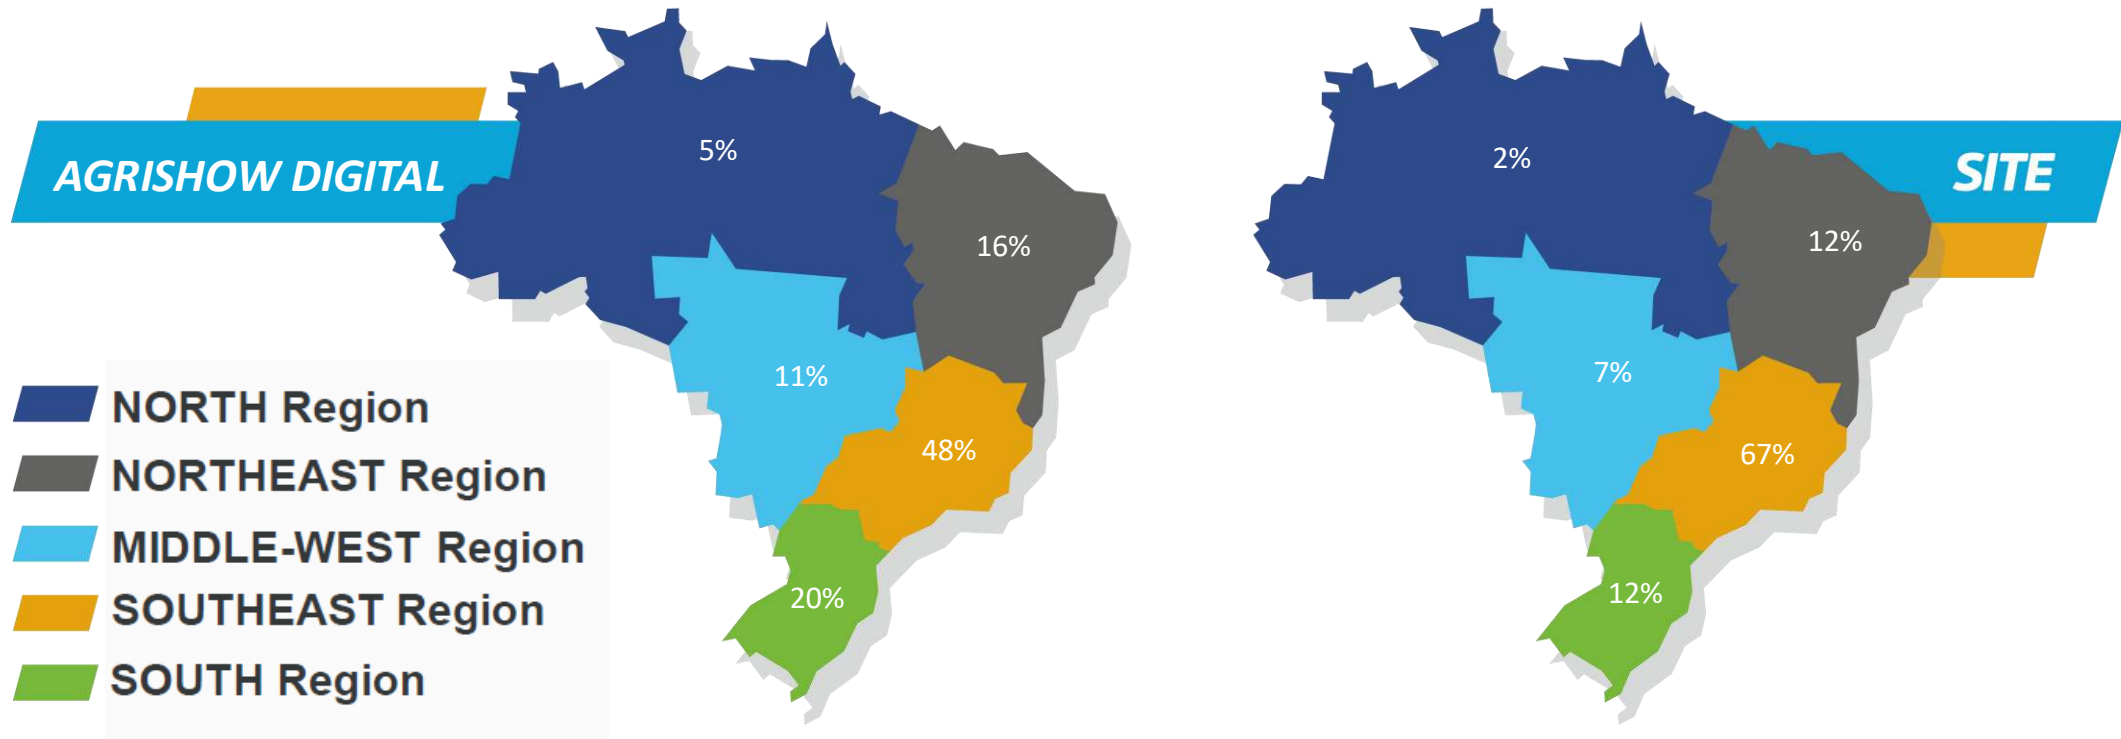 AGRISHOW DIGITAL
5%
16%
11%
48%
20%
SITE
2%
12%
7%
67%
12%
NORTH Region
NORTHEAST Region
MIDDLE-WEST Region
SOUTHEAST Region
SOUTH Region